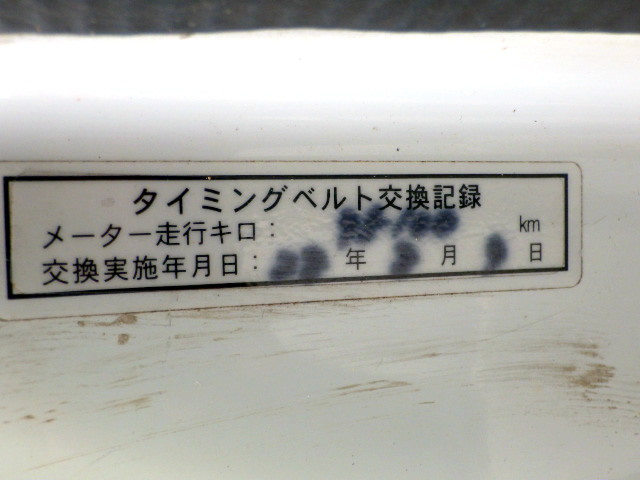 タイミングベルト交換記録
メーター走行キロ: km
交換実施年月日: 年 月 日